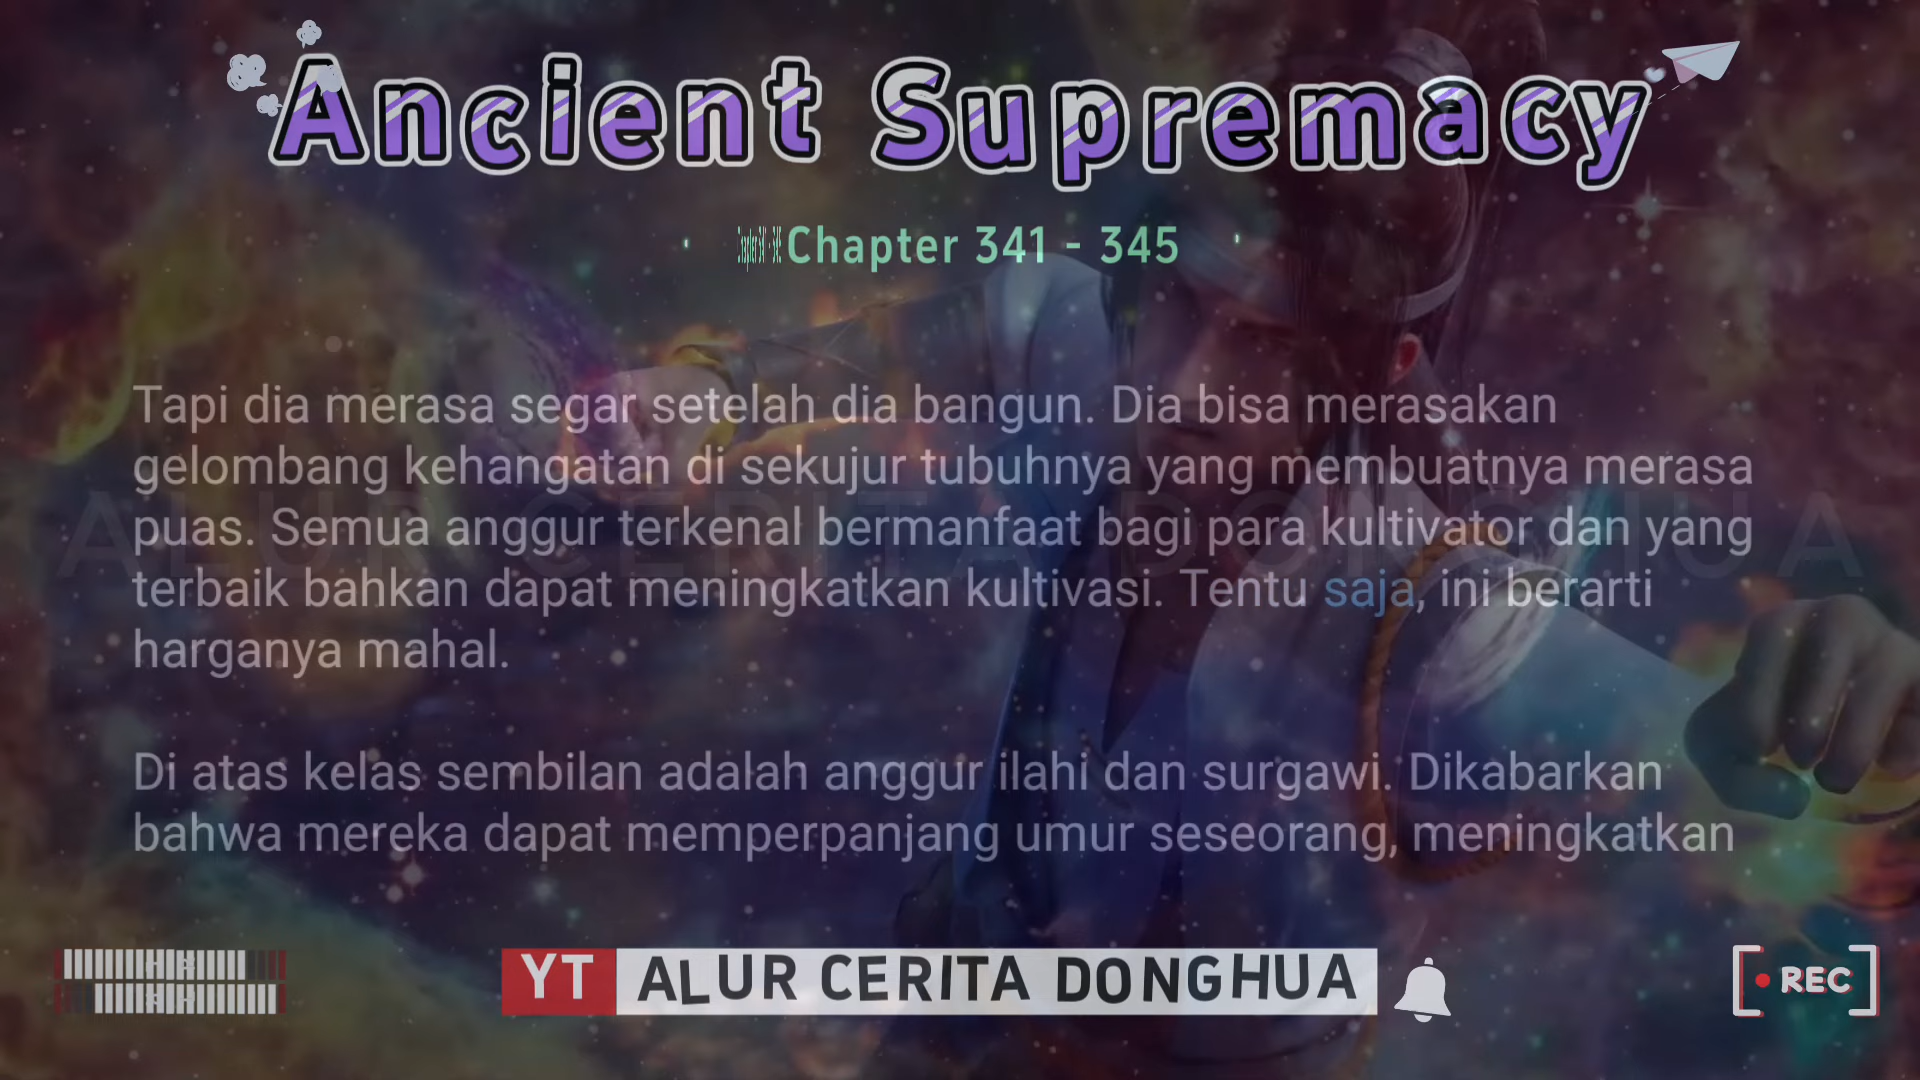 Ancient Supremacy
Chapter 341 - 345
Tapi dia merasa segar setelah dia bangun. Dia bisa merasakan
gelombang kehangatan di sekujur tubuhnya yang membuatnya merasa
puas. Semua anggur terkenal bermanfaat bagi para kultivator dan yang
terbaik bahkan dapat meningkatkan kultivasi. Tentu saja, ini berarti
harganya mahal.
Di atas kelas sembilan adalah anggur ilahi dan surgawi. Dikabarkan
bahwa mereka dapat memperpanjang umur seseorang, meningkatkan
ALUR CERITA DONGHUA
YT ALUR CERITA DONGHUA
REC